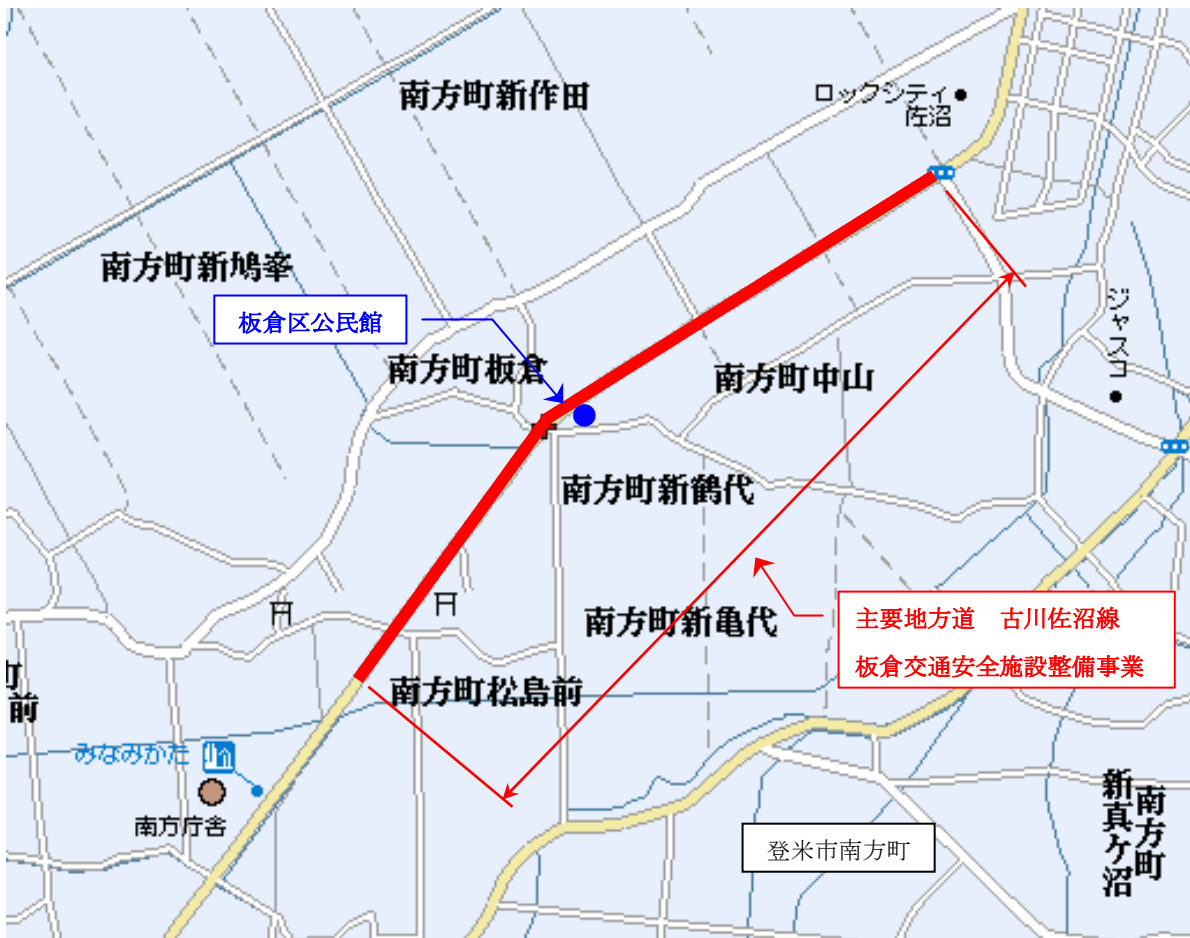 南方町新作田
ロックシティ
佐沼
南方町新鳩峯
板倉区公民館
ジャスコ
南方町板倉
南方町中山
南方町新鶴代
南方町新亀代
主要地方道　古川佐沼線
板倉交通安全施設整備事業
町
前
南方町松島前
みなみかた
南方庁舎
登米市南方町
南方町
新真ケ沼